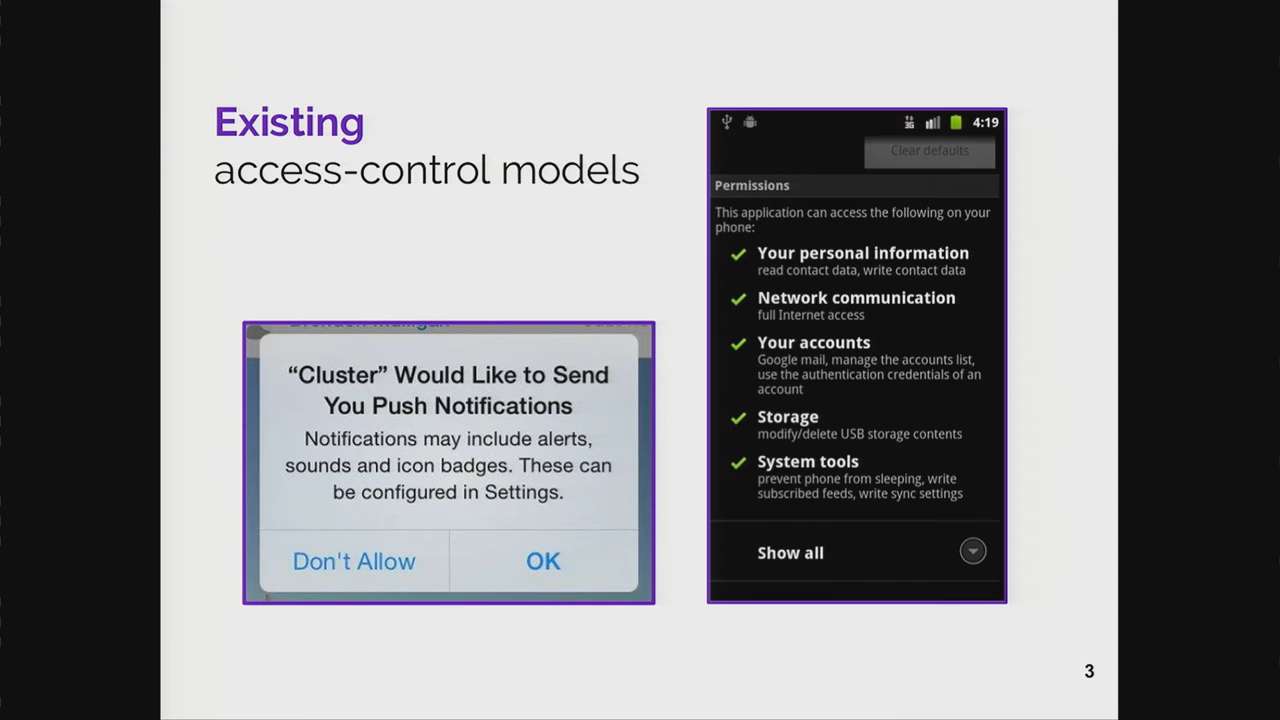 Existing
access-control models
“Cluster” Would Like to Send
You Push Notifications
Notifications may include alerts,
sounds and icon badges. These can
be configured in Settings.
Don't Allow
OK
3G
4:19
Clear defaults
Permissions
This application can access the following on your
phone:
Your personal information
read contact data, write contact data
Network communication
full Internet access
Your accounts
Google mail, manage the accounts list,
use the authentication credentials of an
account
Storage
modify/delete USB storage contents
System tools
prevent phone from sleeping, write
subscribed feeds, write sync settings
Show all
3